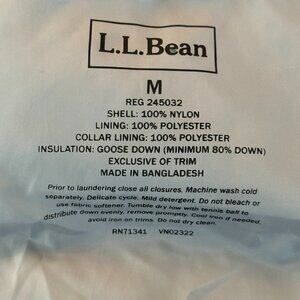 L.L.Bean
M
REG 245032
SHELL: 100% NYLON
LINING: 100% POLYESTER
COLLAR LINING: 100% POLYESTER
INSULATION: GOOSE DOWN (MINIMUM 80% DOWN)
EXCLUSIVE OF TRIM
MADE IN BANGLADESH
Prior to laundering close all closures. Machine wash cold
separately. Delicate cycle. Mild detergent. Do not bleach or
use fabric softener. Tumble dry low with tennis ball to
distribute down evenly, remove promptly. Cool iron if needed,
avoid iron on trims. Do not dry clean.
RN71341 VN02322